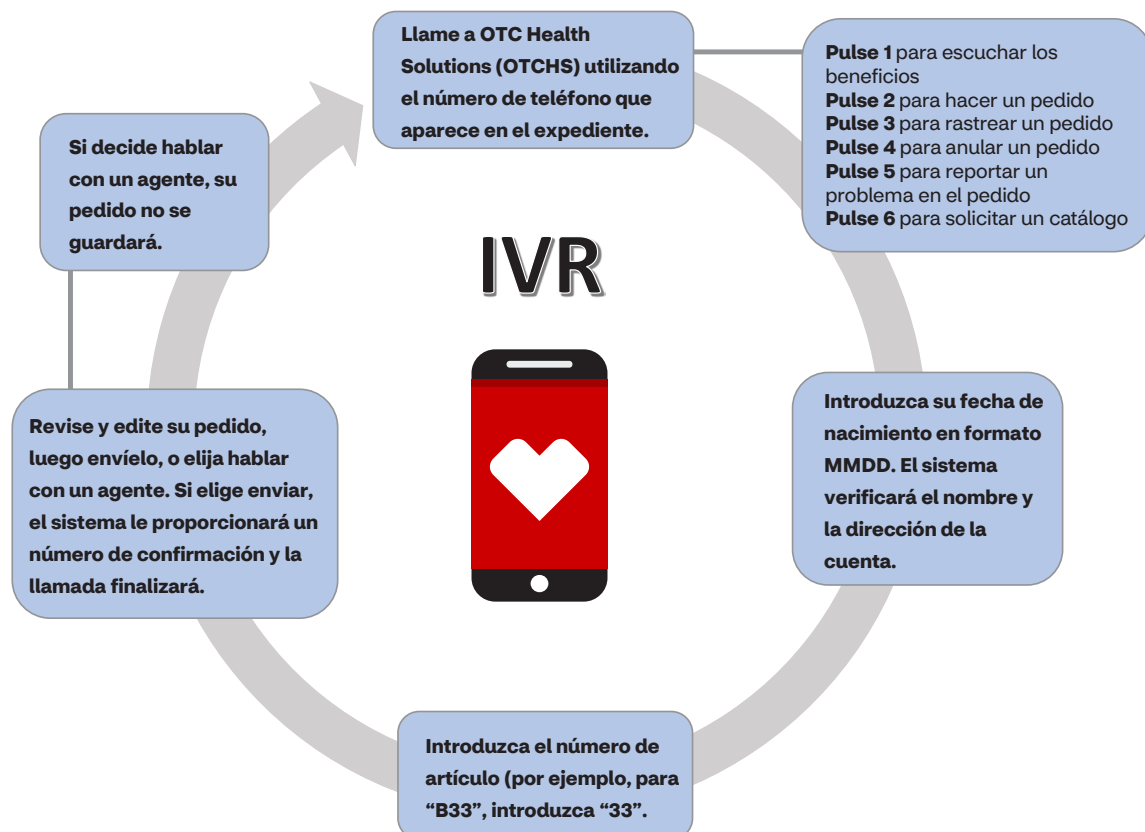 Llame a OTC Health
Solutions (OTCHS) utilizando
el número de teléfono que
aparece en el expediente.
Pulse 1 para escuchar los
beneficios
Pulse 2 para hacer un pedido
Pulse 3 para rastrear un pedido
Pulse 4 para anular un pedido
Pulse 5 para reportar un
problema en el pedido
Pulse 6 para solicitar un catálogo
Introduzca su fecha de
nacimiento en formato
MMDD. El sistema
verificará el nombre y
la dirección de la
cuenta.
Introduzca el número de
artículo (por ejemplo, para
“B33”, introduzca “33”.
Revise y edite su pedido,
luego envíelo, o elija hablar
con un agente. Si elige enviar,
el sistema le proporcionará un
número de confirmación y la
llamada finalizará.
Si decide hablar
con un agente, su
pedido no se
guardará.
IVR